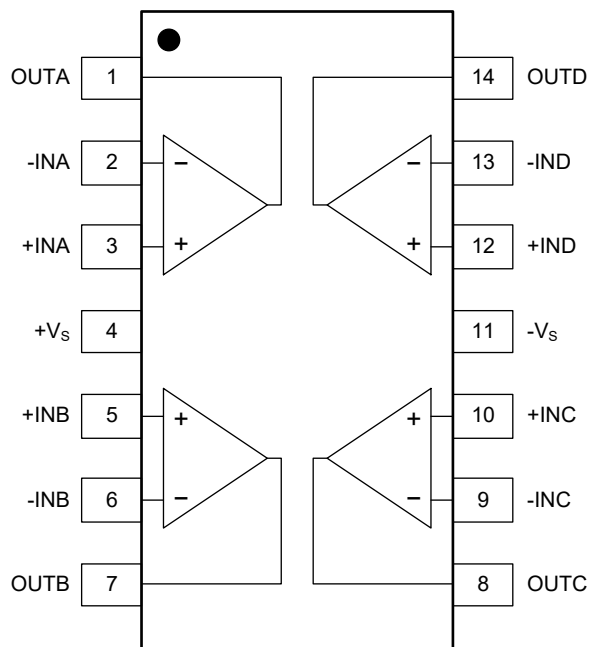 OUTA 1 14 OUTD
-INA 2 − − 13 -IND
+INA 3 + + 12 +IND
+VS 4 11 -VS
+INB 5 + + 10 +INC
-INB 6 − − 9 -INC
OUTB 7 8 OUTC